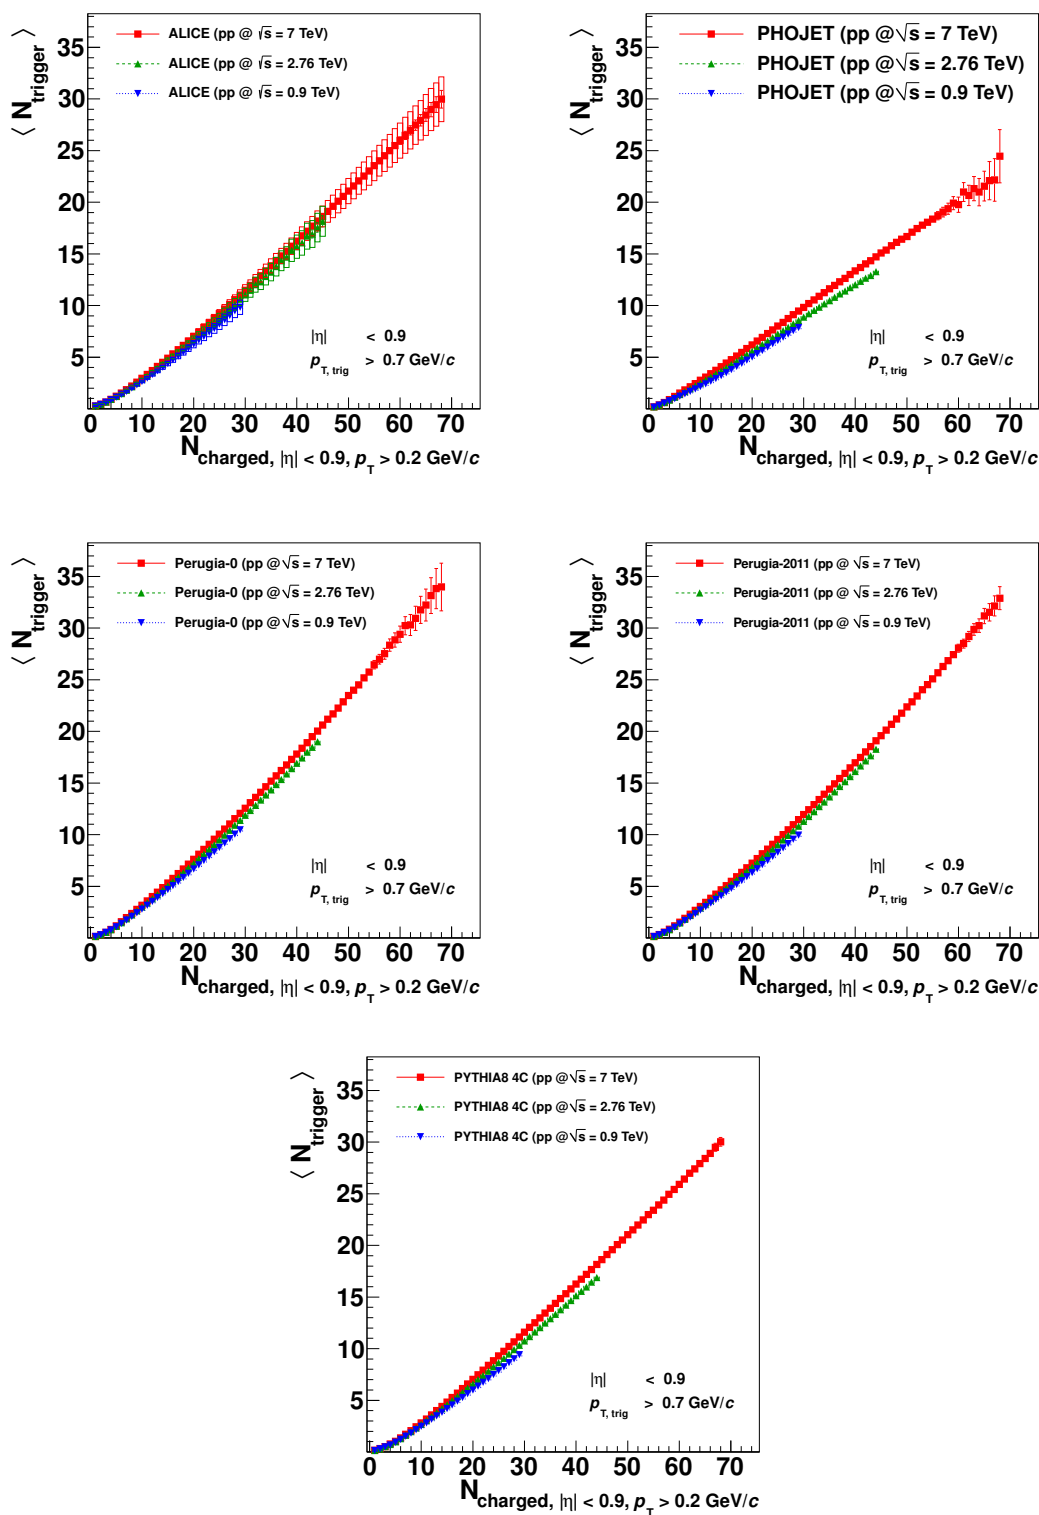 ALICE (pp @ √s = 7 TeV)
ALICE (pp @ √s = 2.76 TeV)
ALICE (pp @ √s = 0.9 TeV)
⟨ N_trigger ⟩
35
30
25
20
15
10
5
|η| < 0.9
p_T, trig > 0.7 GeV/c
0 10 20 30 40 50 60 70
N_charged, |η| < 0.9, p_T > 0.2 GeV/c
PHOJET (pp @√s = 7 TeV)
PHOJET (pp @√s = 2.76 TeV)
PHOJET (pp @√s = 0.9 TeV)
⟨ N_trigger ⟩
35
30
25
20
15
10
5
|η| < 0.9
p_T, trig > 0.7 GeV/c
0 10 20 30 40 50 60 70
N_charged, |η| < 0.9, p_T > 0.2 GeV/c
Perugia-0 (pp @√s = 7 TeV)
Perugia-0 (pp @√s = 2.76 TeV)
Perugia-0 (pp @√s = 0.9 TeV)
⟨ N_trigger ⟩
35
30
25
20
15
10
5
|η| < 0.9
p_T, trig > 0.7 GeV/c
0 10 20 30 40 50 60 70
N_charged, |η| < 0.9, p_T > 0.2 GeV/c
Perugia-2011 (pp @ √s = 7 TeV)
Perugia-2011 (pp @ √s = 2.76 TeV)
Perugia-2011 (pp @ √s = 0.9 TeV)
⟨ N_trigger ⟩
35
30
25
20
15
10
5
|η| < 0.9
p_T, trig > 0.7 GeV/c
0 10 20 30 40 50 60 70
N_charged, |η| < 0.9, p_T > 0.2 GeV/c
PYTHIA8 4C (pp @√s = 7 TeV)
PYTHIA8 4C (pp @√s = 2.76 TeV)
PYTHIA8 4C (pp @√s = 0.9 TeV)
⟨ N_trigger ⟩
35
30
25
20
15
10
5
|η| < 0.9
p_T, trig > 0.7 GeV/c
0 10 20 30 40 50 60 70
N_charged, |η| < 0.9, p_T > 0.2 GeV/c